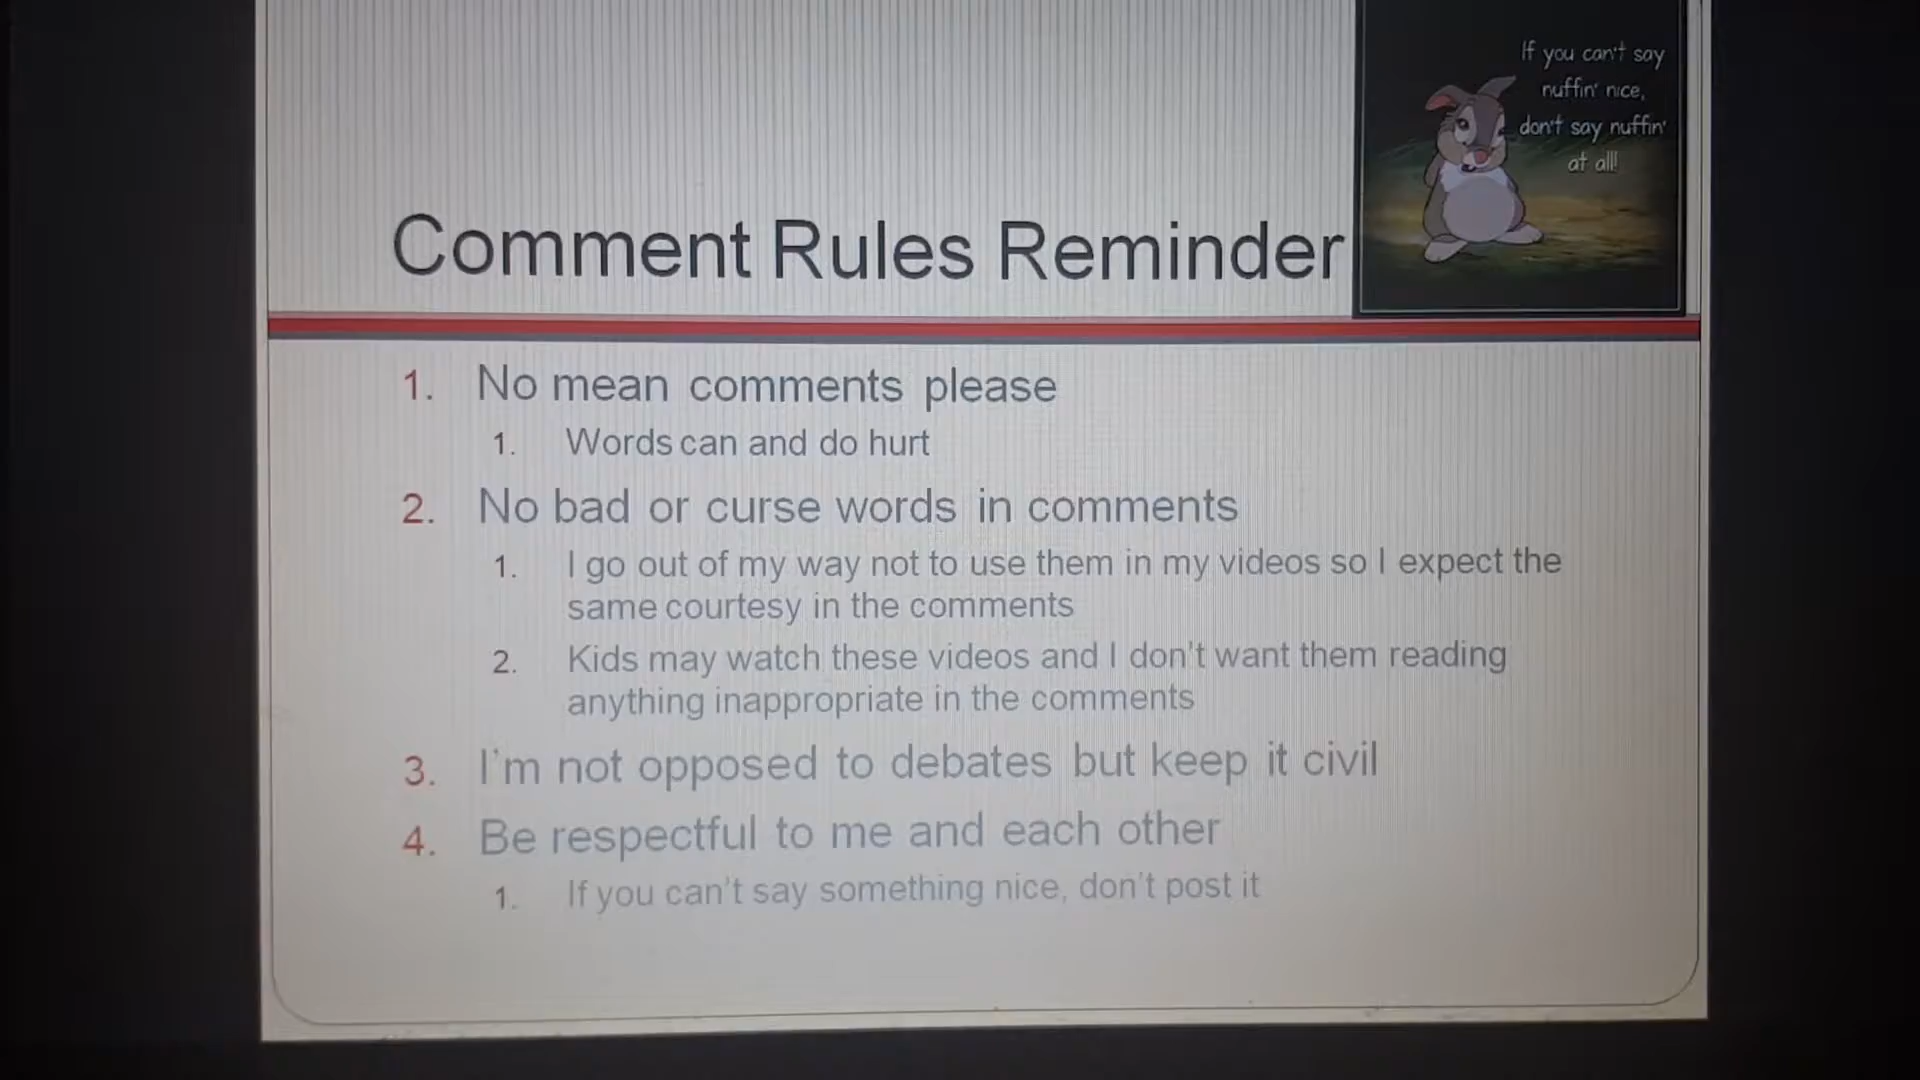 If you can't say
nuffin' nice,
don't say nuffin'
at all!
Comment Rules Reminder
1. No mean comments please
1. Words can and do hurt
2. No bad or curse words in comments
1. I go out of my way not to use them in my videos so I expect the
same courtesy in the comments
2. Kids may watch these videos and I don't want them reading
anything inappropriate in the comments
3. I'm not opposed to debates but keep it civil
4. Be respectful to me and each other
1. If you can't say something nice, don't post it